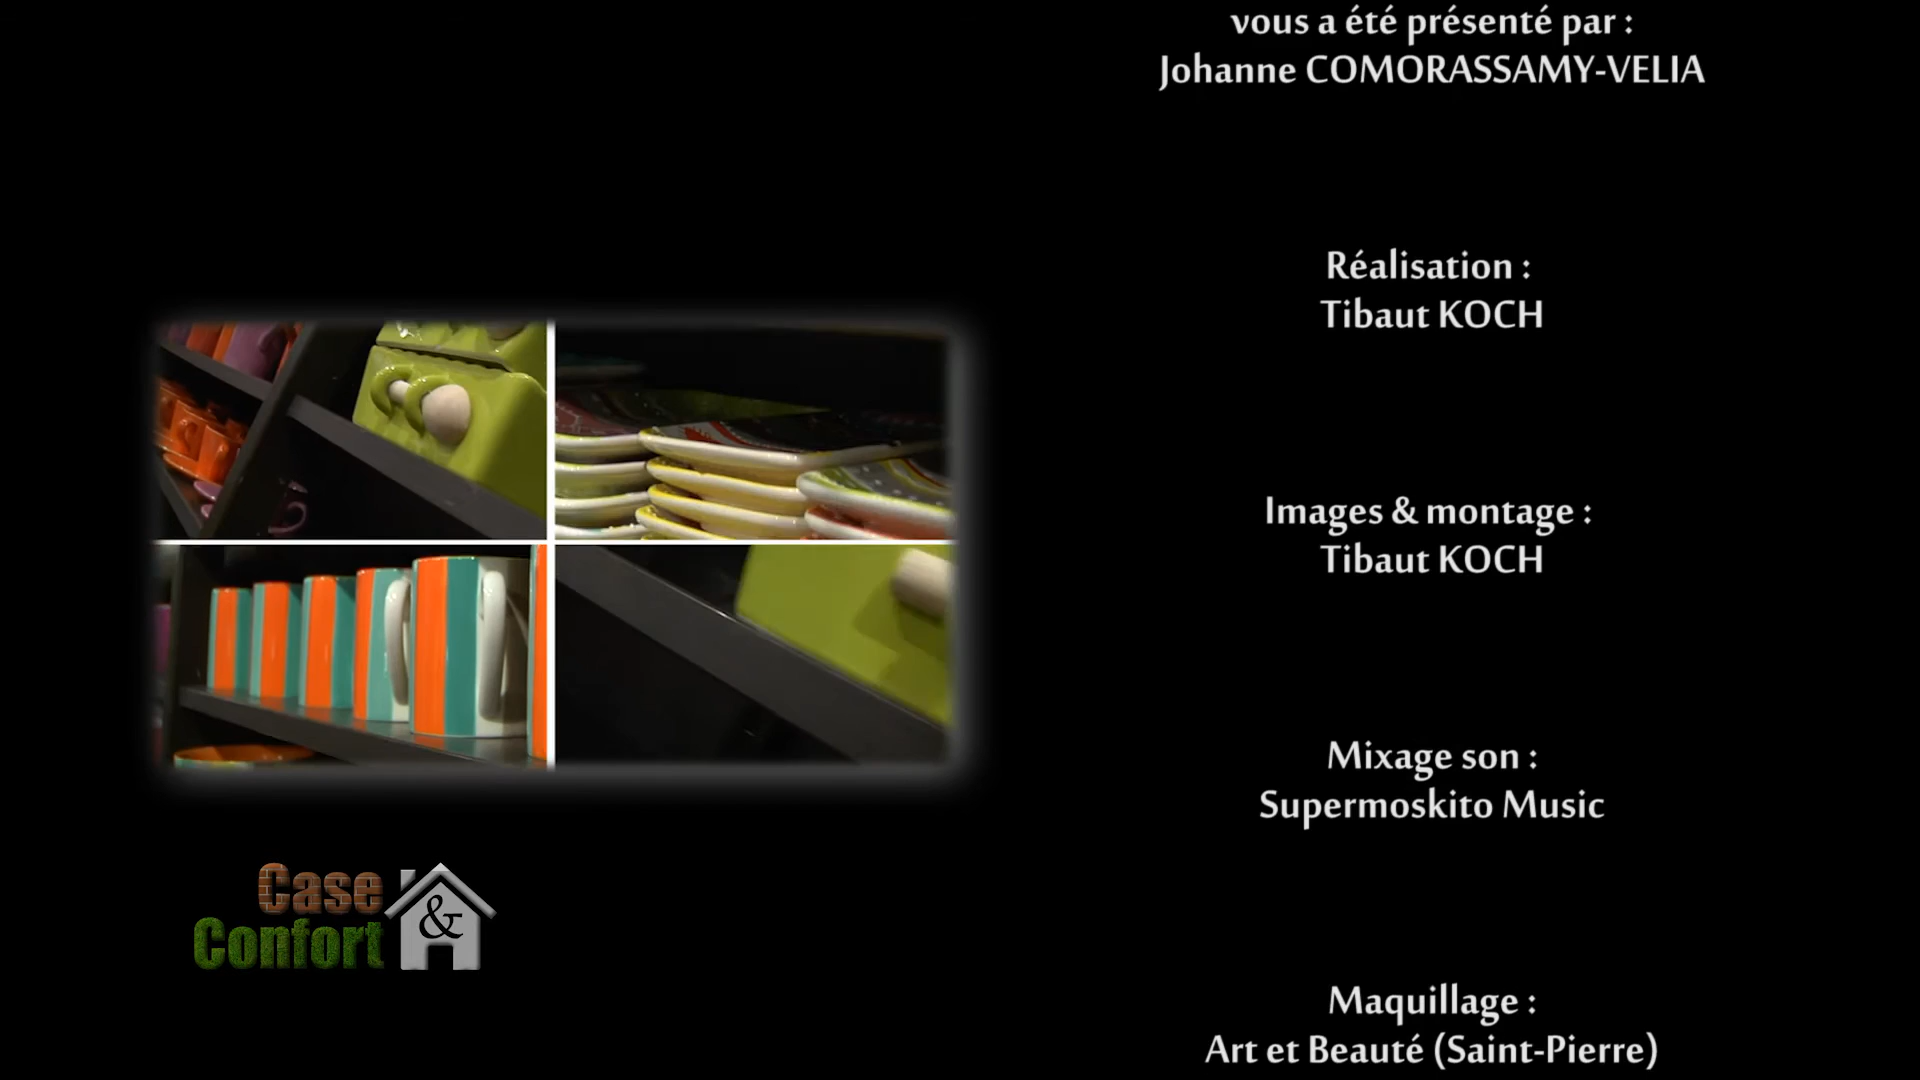 vous a été présenté par :
Johanne COMORASSAMY-VELIA
Réalisation :
Tibaut KOCH
Images & montage :
Tibaut KOCH
Mixage son :
Supermoskito Music
Maquillage :
Art et Beauté (Saint-Pierre)
Case
&
Confort